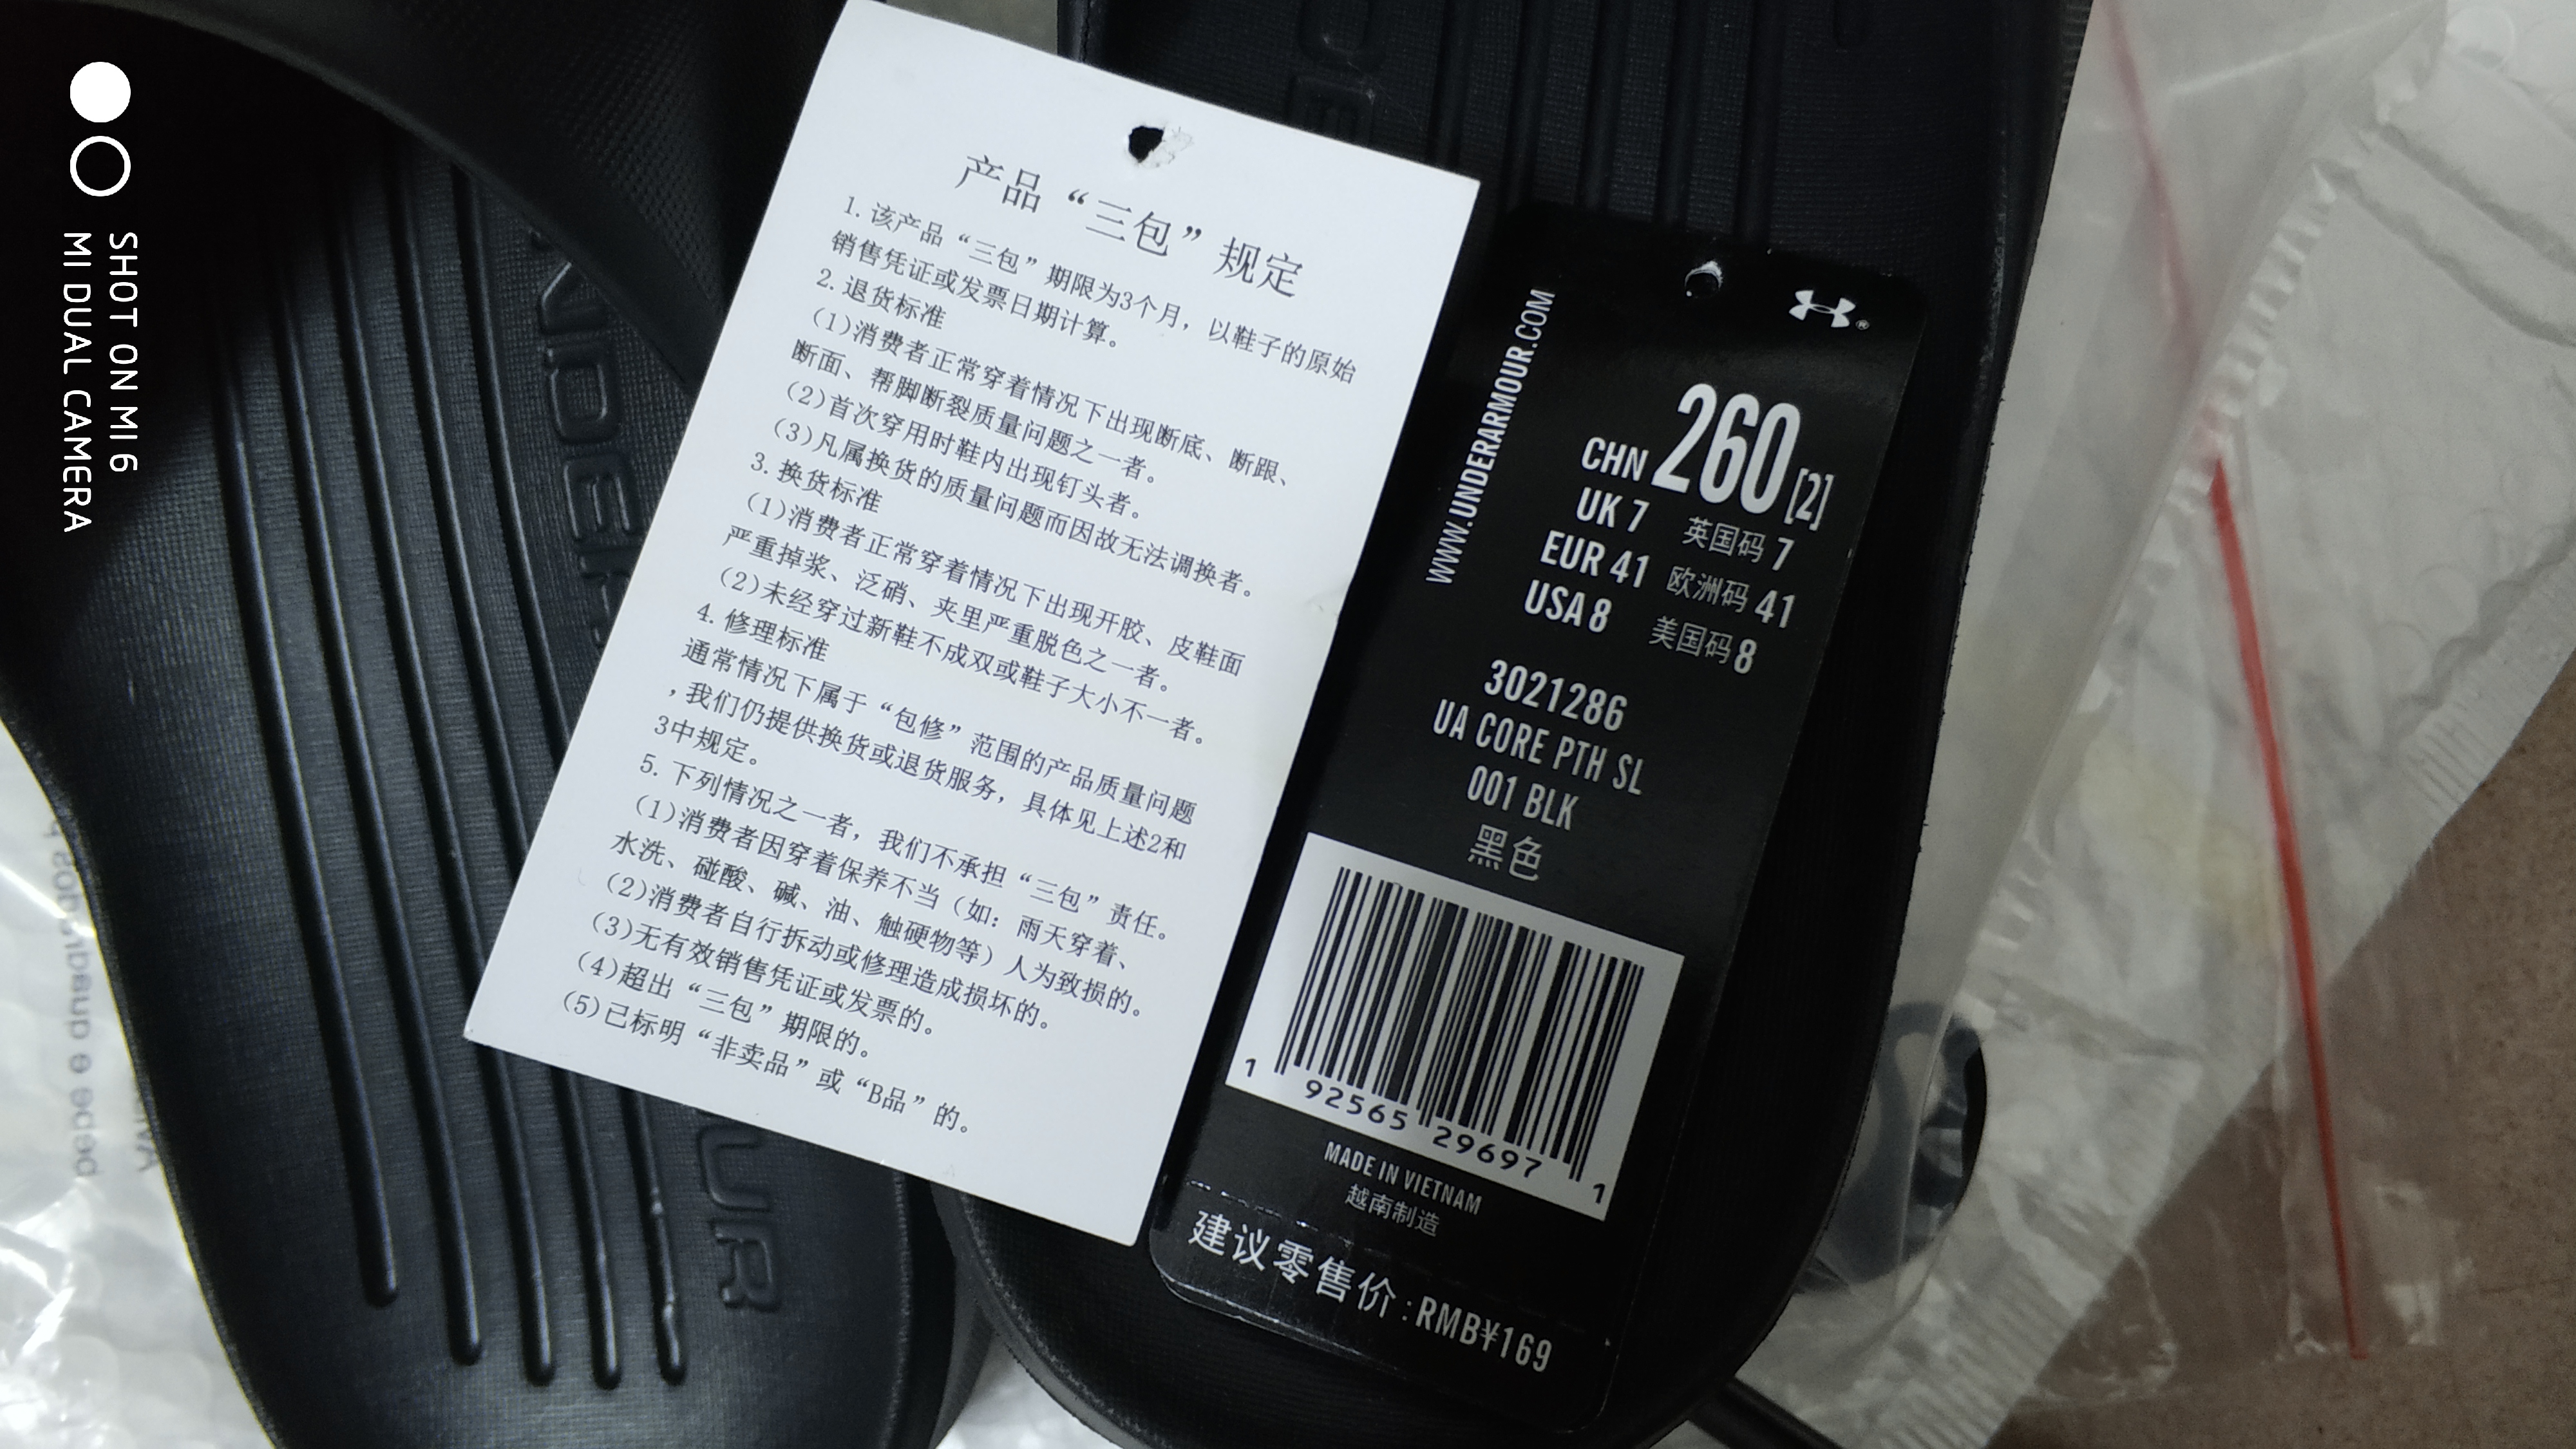 SHOT ON MI 6
MI DUAL CAMERA
产品“三包”规定
1. 该产品“三包”期限为3个月，以鞋子的原始
销售凭证或发票日期计算。
2. 退货标准
(1)消费者正常穿着情况下出现断底、断跟、
断面、帮脚断裂质量问题之一者。
(2)首次穿用时鞋内出现钉头者。
(3)凡属换货的质量问题而因故无法调换者。
3. 换货标准
(1)消费者正常穿着情况下出现开胶、皮鞋面
严重掉浆、泛硝、夹里严重脱色之一者。
(2)未经穿过新鞋不成双或鞋子大小不一者。
4. 修理标准
通常情况下属于“包修”范围的产品质量问题
，我们仍提供换货或退货服务，具体见上述2和
3中规定。
5. 下列情况之一者，我们不承担“三包”责任。
(1)消费者因穿着保养不当（如：雨天穿着、
水洗、碰酸、碱、油、触硬物等）人为致损的。
(2)消费者自行拆动或修理造成损坏的。
(3)无有效销售凭证或发票的。
(4)超出“三包”期限的。
(5)已标明“非卖品”或“B品”的。
WWW.UNDERARMOUR.COM
CHN 260 [2]
UK 7 英国码 7
EUR 41 欧洲码 41
USA 8 美国码 8
3021286
UA CORE PTH SL
001 BLK
黑色
1 92565 29697 1
MADE IN VIETNAM
越南制造
建议零售价:RMB¥169